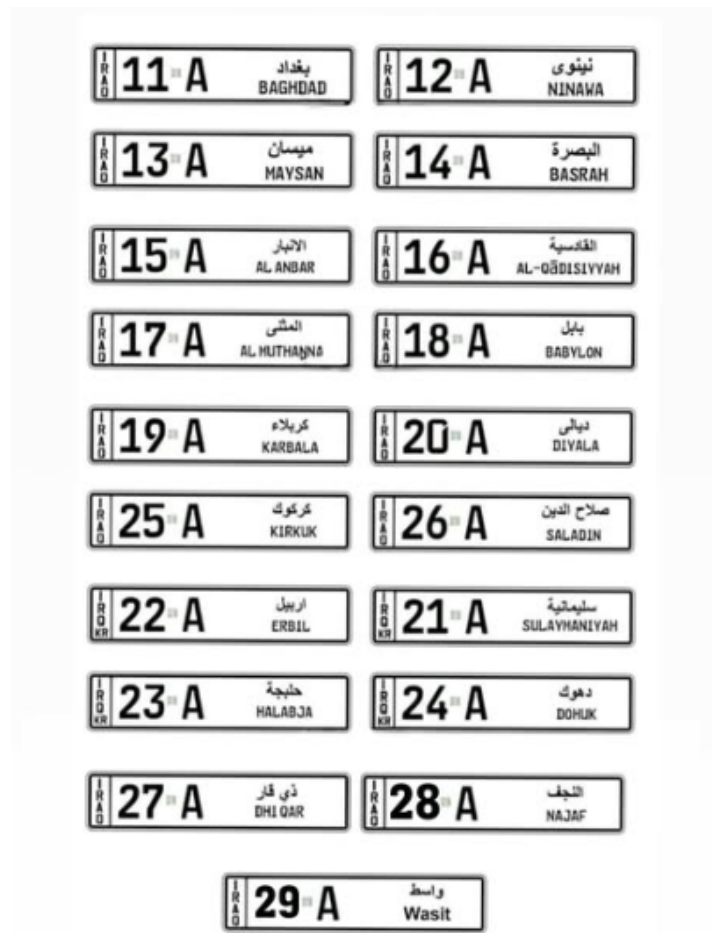 IRAQ 11 A بغداد
BAGHDAD
IRAQ 12 A نينوى
NINAWA
IRAQ 13 A ميسان
MAYSAN
IRAQ 14 A البصرة
BASRAH
IRAQ 15 A الانبار
AL ANBAR
IRAQ 16 A القادسية
AL-QāDISIYYAH
IRAQ 17 A المثنى
AL MUTHANNA
IRAQ 18 A بابل
BABYLON
IRAQ 19 A كربلاء
KARBALA
IRAQ 20 A ديالى
DIYALA
IRAQ 25 A كركوك
KIRKUK
IRAQ 26 A صلاح الدين
SALADIN
IRQ KR 22 A اربيل
ERBIL
IRQ KR 21 A سليمانية
SULAYMANIYAH
IRQ KR 23 A حلبجة
HALABJA
IRQ KR 24 A دهوك
DOHUK
IRAQ 27 A ذي قار
DHI QAR
IRAQ 28 A النجف
NAJAF
IRAQ 29 A واسط
Wasit